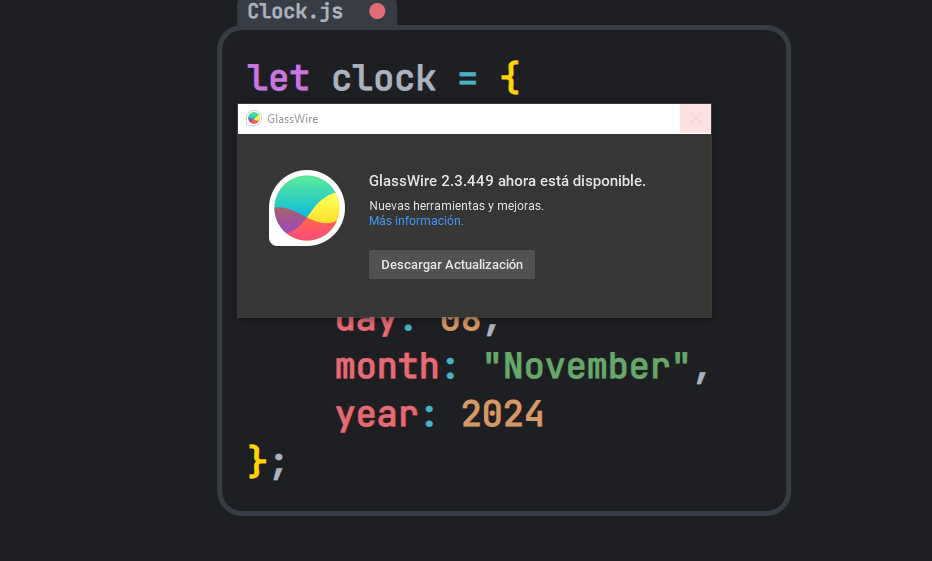 Clock.js
let clock = {
GlassWire
GlassWire 2.3.449 ahora está disponible.
Nuevas herramientas y mejoras.
Más información.
Descargar Actualización
day: 08,
month: "November",
year: 2024
};